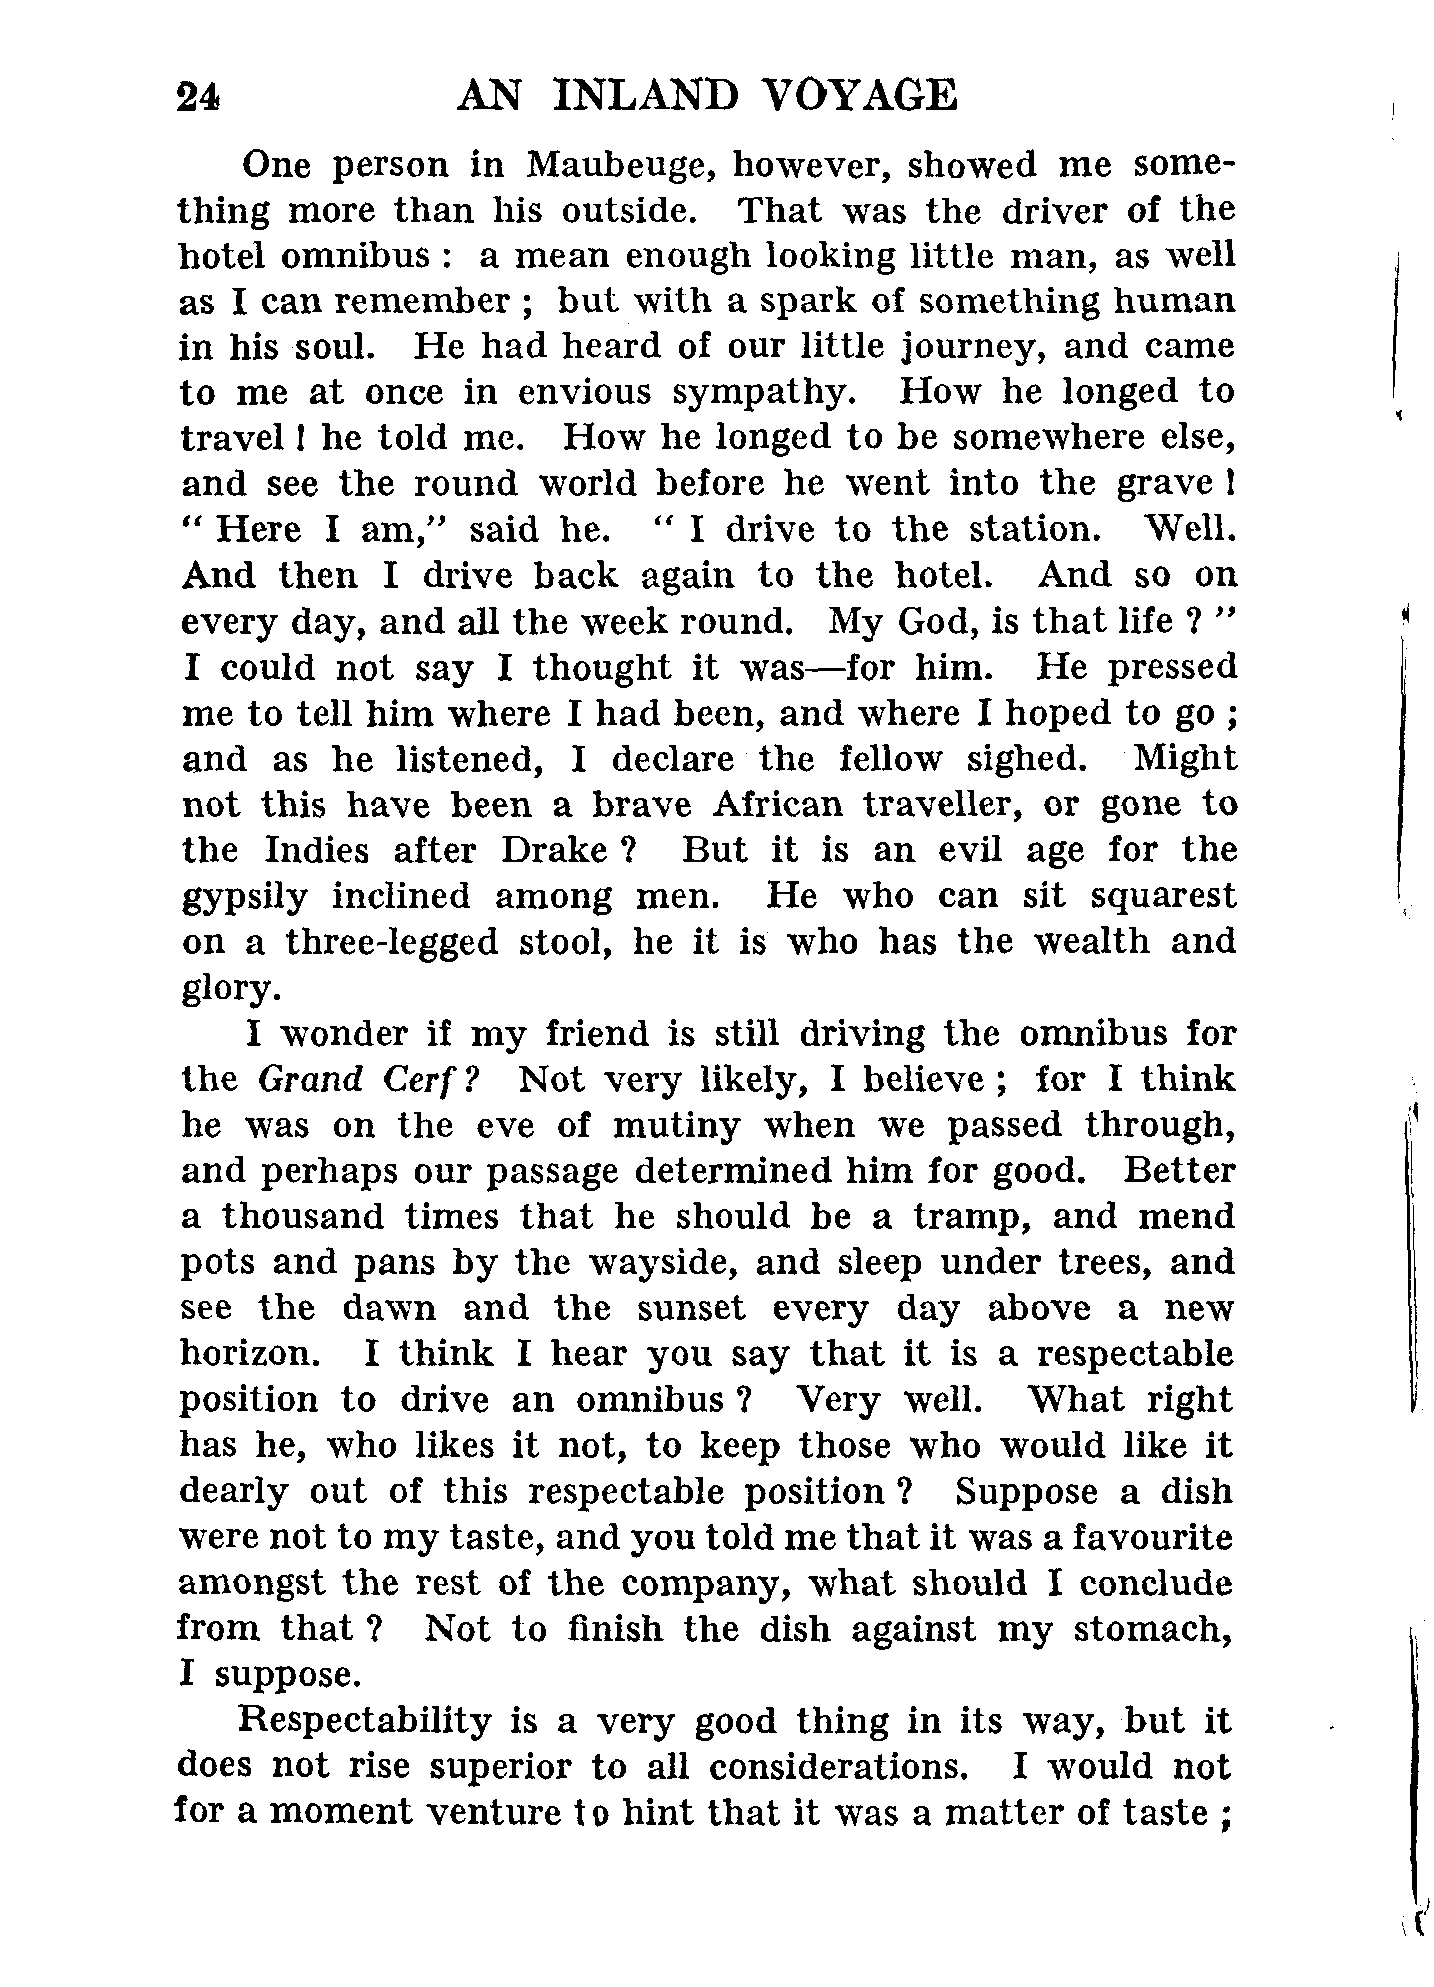 24 AN INLAND VOYAGE
One person in Maubeuge, however, showed me some-
thing more than his outside. That was the driver of the
hotel omnibus : a mean enough looking little man, as well
as I can remember ; but with a spark of something human
in his soul. He had heard of our little journey, and came
to me at once in envious sympathy. How he longed to
travel ! he told me. How he longed to be somewhere else,
and see the round world before he went into the grave !
“ Here I am,” said he. “ I drive to the station. Well.
And then I drive back again to the hotel. And so on
every day, and all the week round. My God, is that life ? ”
I could not say I thought it was—for him. He pressed
me to tell him where I had been, and where I hoped to go ;
and as he listened, I declare the fellow sighed. Might
not this have been a brave African traveller, or gone to
the Indies after Drake ? But it is an evil age for the
gypsily inclined among men. He who can sit squarest
on a three-legged stool, he it is who has the wealth and
glory.
I wonder if my friend is still driving the omnibus for
the Grand Cerf ? Not very likely, I believe ; for I think
he was on the eve of mutiny when we passed through,
and perhaps our passage determined him for good. Better
a thousand times that he should be a tramp, and mend
pots and pans by the wayside, and sleep under trees, and
see the dawn and the sunset every day above a new
horizon. I think I hear you say that it is a respectable
position to drive an omnibus ? Very well. What right
has he, who likes it not, to keep those who would like it
dearly out of this respectable position ? Suppose a dish
were not to my taste, and you told me that it was a favourite
amongst the rest of the company, what should I conclude
from that ? Not to finish the dish against my stomach,
I suppose.
Respectability is a very good thing in its way, but it
does not rise superior to all considerations. I would not
for a moment venture to hint that it was a matter of taste ;